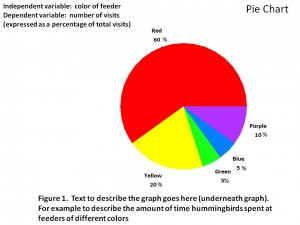 Independent variable: color of feeder
Dependent variable: number of visits
(expressed as a percentage of total visits)
Pie Chart
Red
60 %
Purple
10 %
Blue
5 %
Green
5%
Yellow
20 %
Figure 1. Text to describe the graph goes here (underneath graph).
For example to describe the amount of time hummingbirds spent at
feeders of different colors